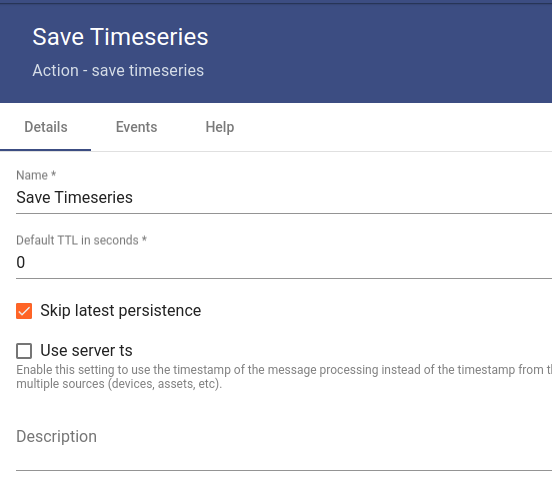 Save Timeseries
Action - save timeseries
Details Events Help
Name *
Save Timeseries
Default TTL in seconds *
0
Skip latest persistence
Use server ts
Enable this setting to use the timestamp of the message processing instead of the timestamp from
multiple sources (devices, assets, etc).
Description